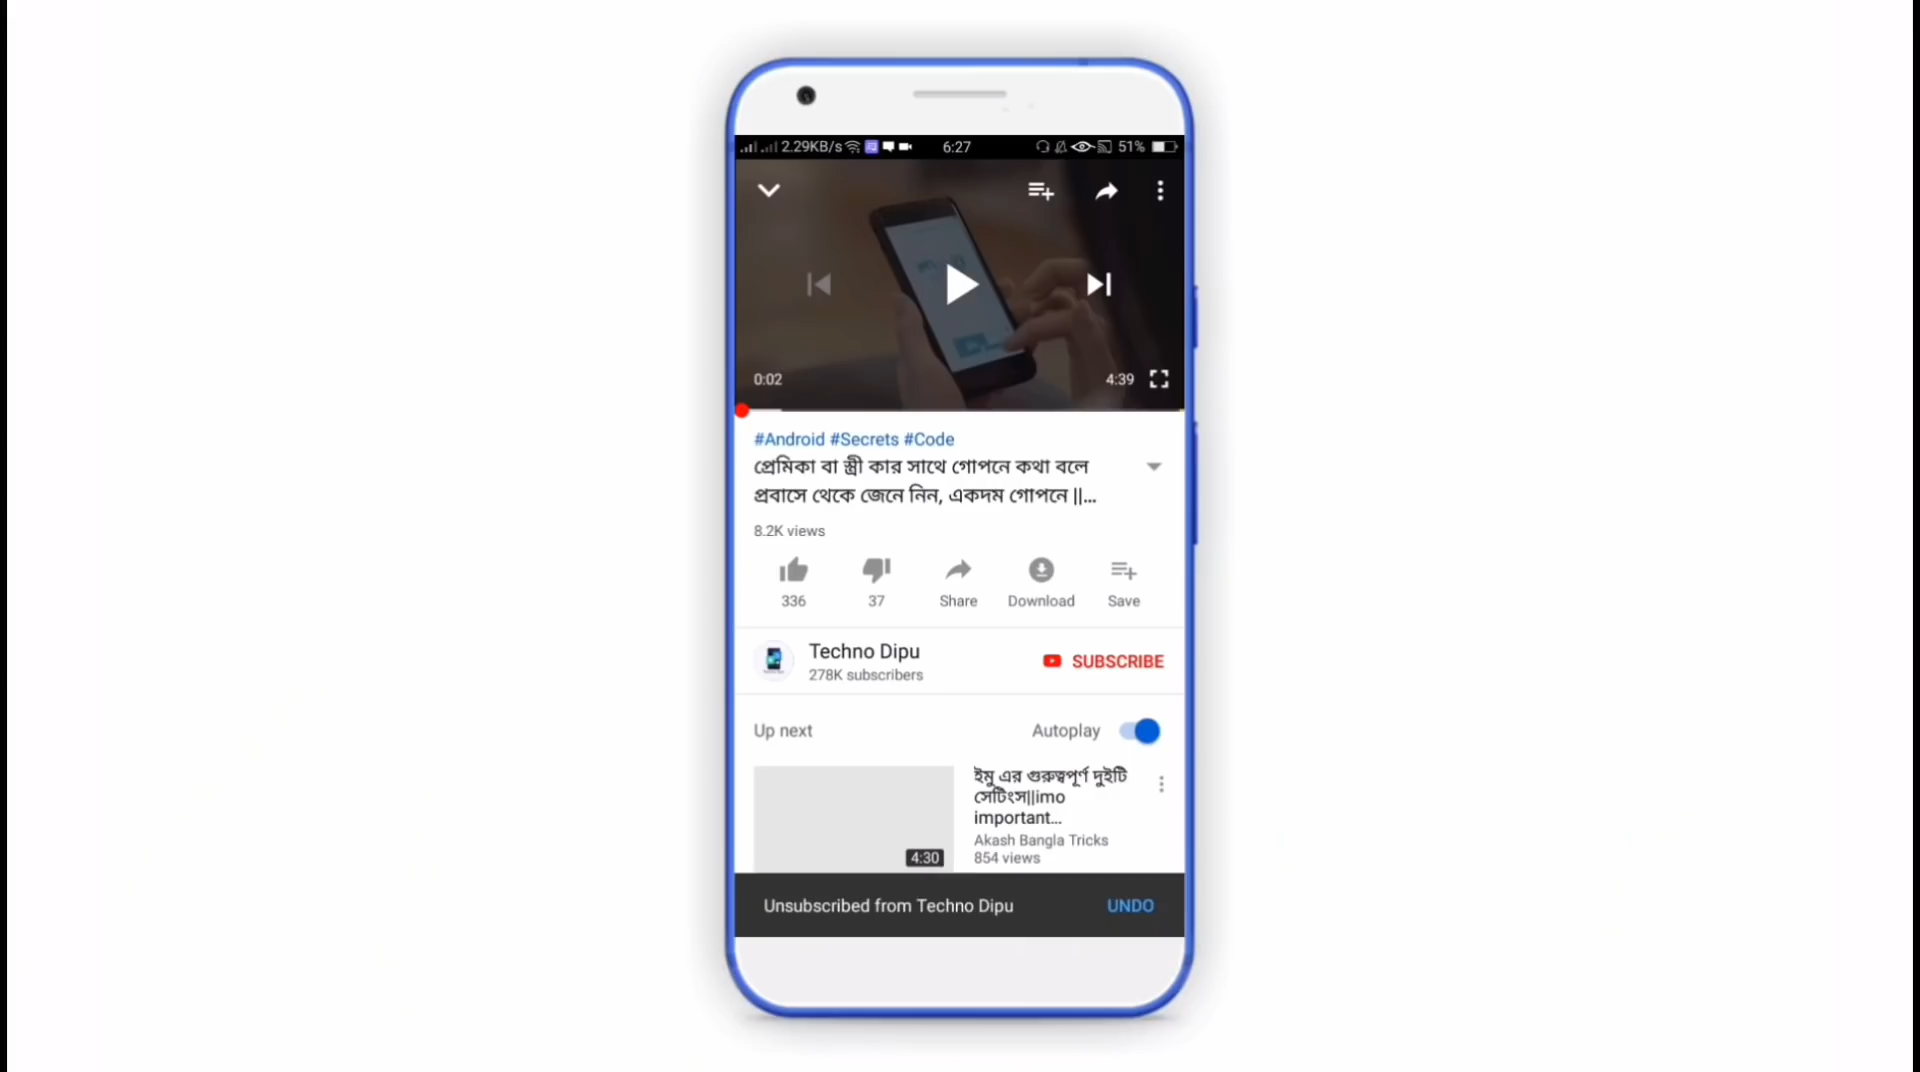 2.29KB/s 6:27 51%
0:02 4:39
#Android #Secrets #Code
প্রেমিকা বা স্ত্রী কার সাথে গোপনে কথা বলে
প্রবাসে থেকে জেনে নিন, একদম গোপনে ||...
8.2K views
336 37 Share Download Save
Techno Dipu
278K subscribers
SUBSCRIBE
Up next Autoplay
ইমু এর গুরুত্বপূর্ণ দুইটি
সেটিংস||imo
important...
Akash Bangla Tricks
854 views
4:30
Unsubscribed from Techno Dipu UNDO